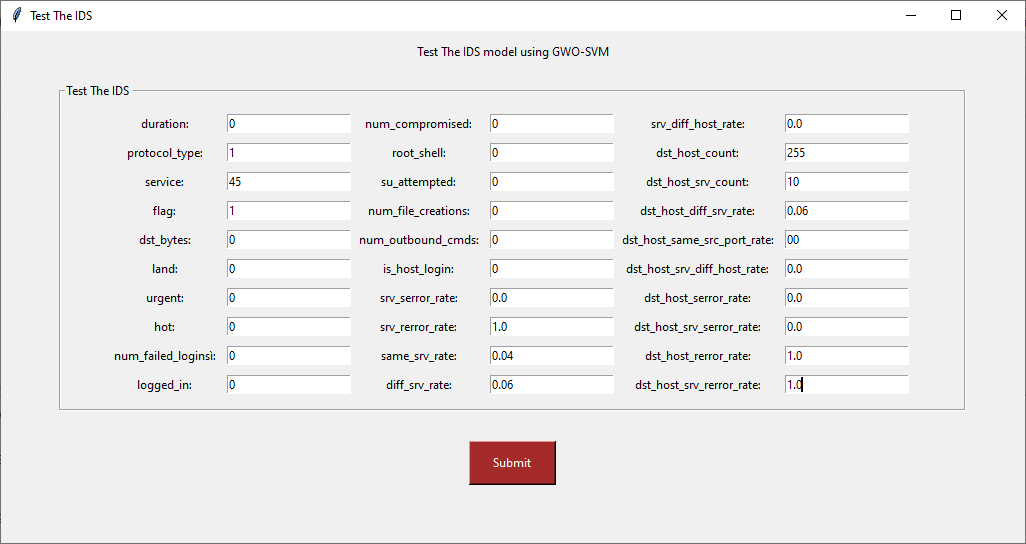 Test The IDS
Test The IDS model using GWO-SVM
Test The IDS
duration: 0 num_compromised: 0 srv_diff_host_rate: 0.0
protocol_type: 1 root_shell: 0 dst_host_count: 255
service: 45 su_attempted: 0 dst_host_srv_count: 10
flag: 1 num_file_creations: 0 dst_host_diff_srv_rate: 0.06
dst_bytes: 0 num_outbound_cmds: 0 dst_host_same_src_port_rate: 00
land: 0 is_host_login: 0 dst_host_srv_diff_host_rate: 0.0
urgent: 0 srv_serror_rate: 0.0 dst_host_serror_rate: 0.0
hot: 0 srv_rerror_rate: 1.0 dst_host_srv_serror_rate: 0.0
num_failed_loginsì: 0 same_srv_rate: 0.04 dst_host_rerror_rate: 1.0
logged_in: 0 diff_srv_rate: 0.06 dst_host_srv_rerror_rate: 1.0
Submit